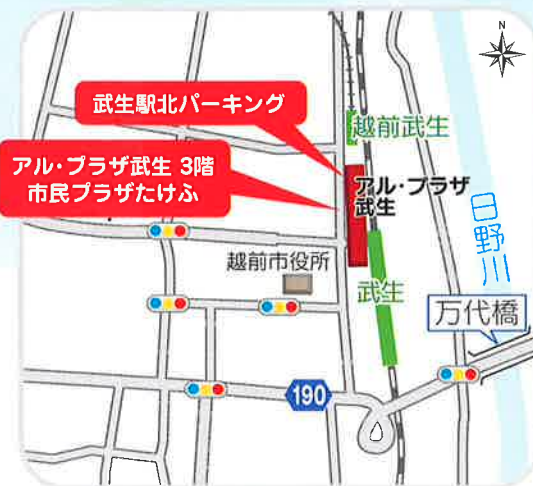 N
武生駅北パーキング
越前武生
アル・プラザ武生 3階
市民プラザたけふ
アル・プラザ
武生
日野川
越前市役所
武生
万代橋
190